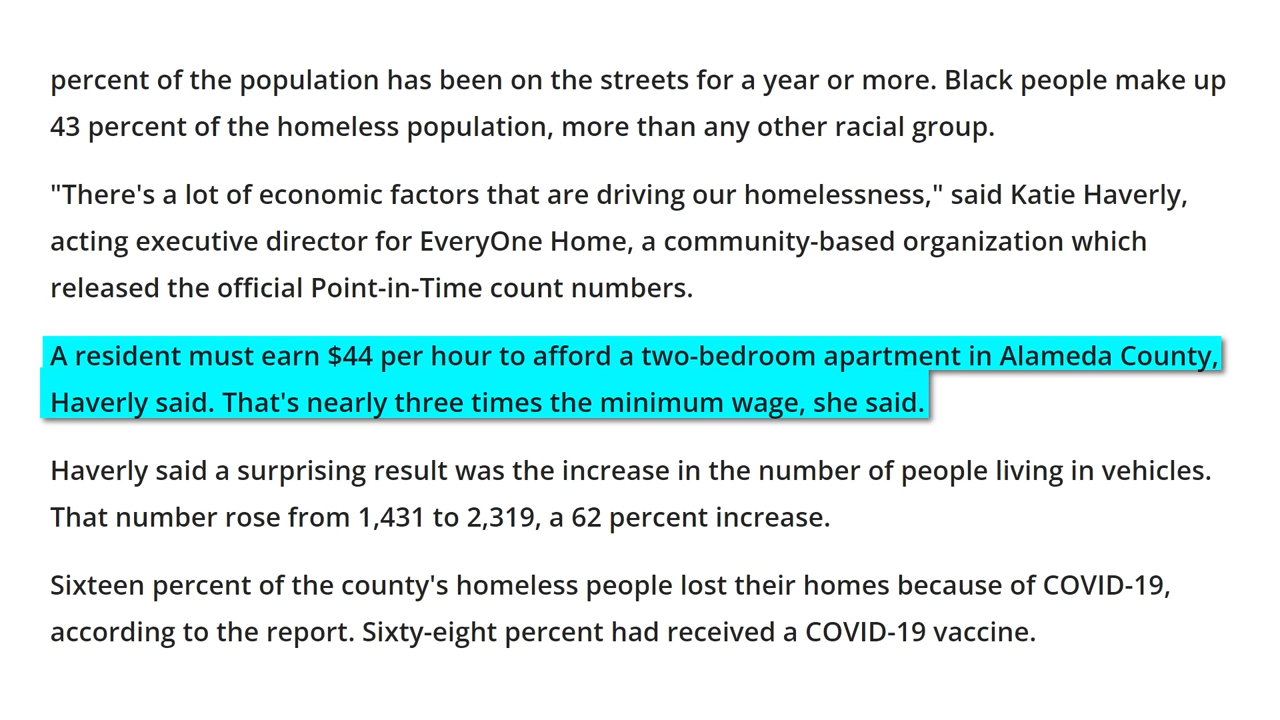 percent of the population has been on the streets for a year or more. Black people make up
43 percent of the homeless population, more than any other racial group.
"There's a lot of economic factors that are driving our homelessness," said Katie Haverly,
acting executive director for EveryOne Home, a community-based organization which
released the official Point-in-Time count numbers.
A resident must earn $44 per hour to afford a two-bedroom apartment in Alameda County,
Haverly said. That's nearly three times the minimum wage, she said.
Haverly said a surprising result was the increase in the number of people living in vehicles.
That number rose from 1,431 to 2,319, a 62 percent increase.
Sixteen percent of the county's homeless people lost their homes because of COVID-19,
according to the report. Sixty-eight percent had received a COVID-19 vaccine.